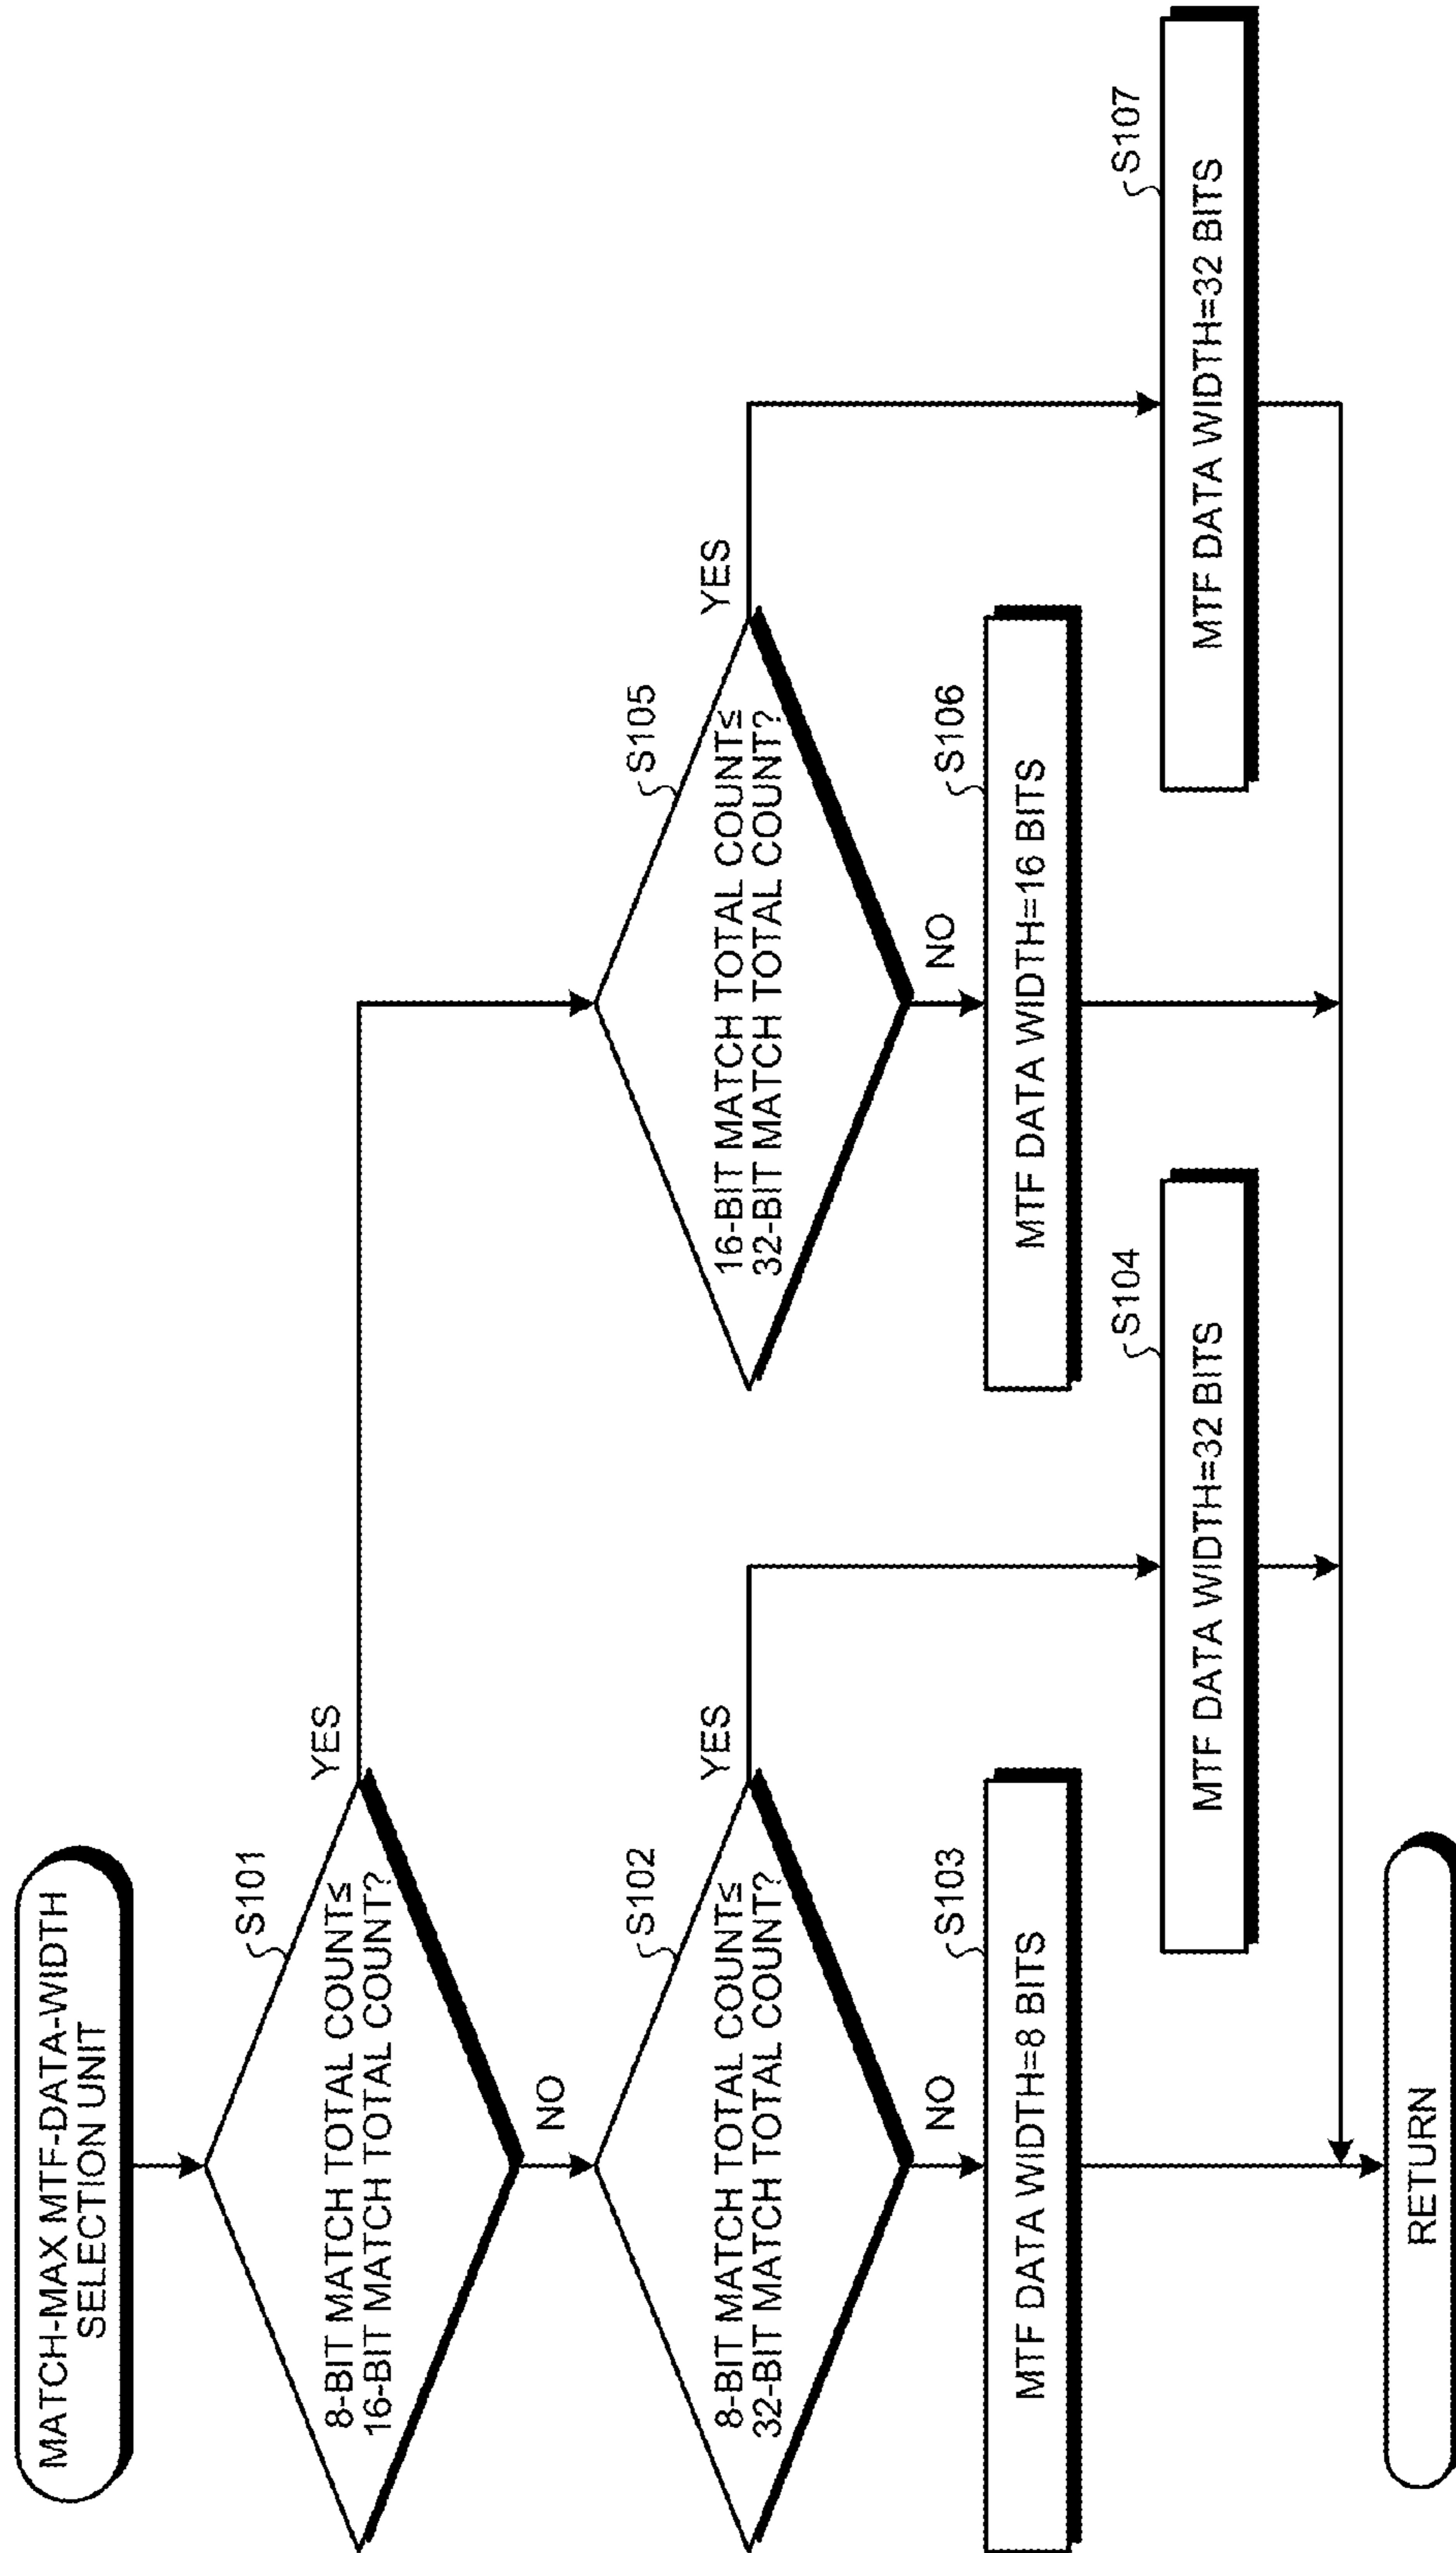 MATCH-MAX MTF-DATA-WIDTH
SELECTION UNIT
S101
8-BIT MATCH TOTAL COUNT≤
16-BIT MATCH TOTAL COUNT?
YES
NO
S102
8-BIT MATCH TOTAL COUNT≤
32-BIT MATCH TOTAL COUNT?
YES
NO
S105
16-BIT MATCH TOTAL COUNT≤
32-BIT MATCH TOTAL COUNT?
YES
NO
S103
MTF DATA WIDTH=8 BITS
S106
MTF DATA WIDTH=16 BITS
S104
MTF DATA WIDTH=32 BITS
S107
MTF DATA WIDTH=32 BITS
RETURN